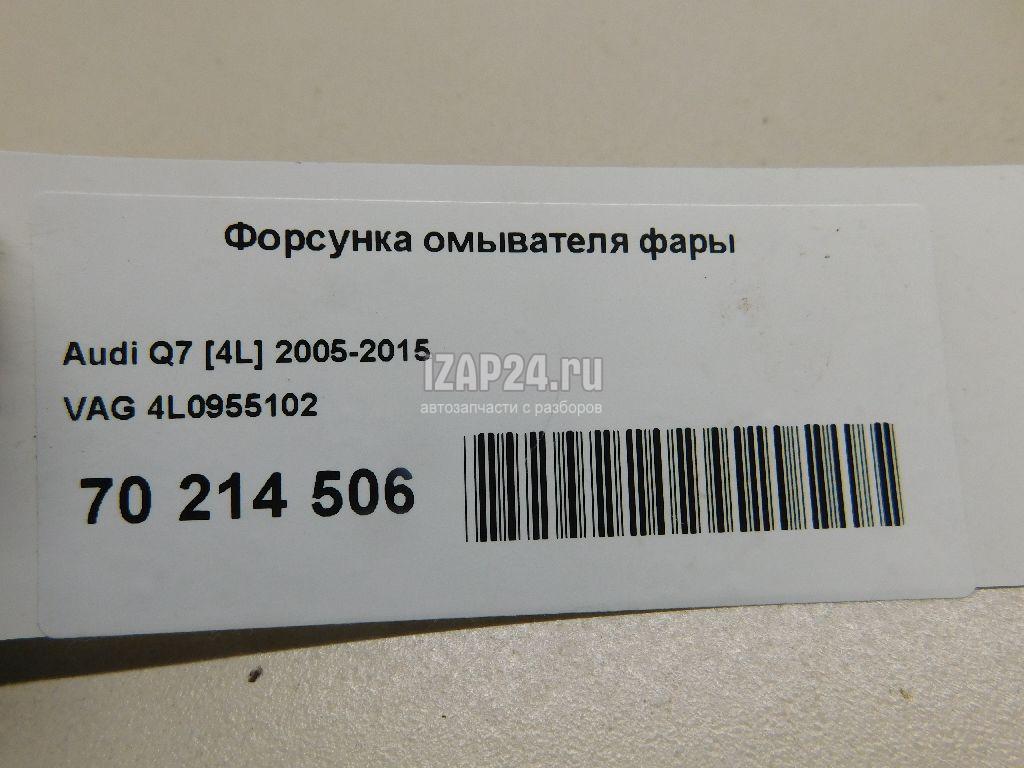 Форсунка омывателя фары
Audi Q7 [4L] 2005-2015
IZAP24.ru
VAG 4L0955102
автозапчасти с разборов
70 214 506